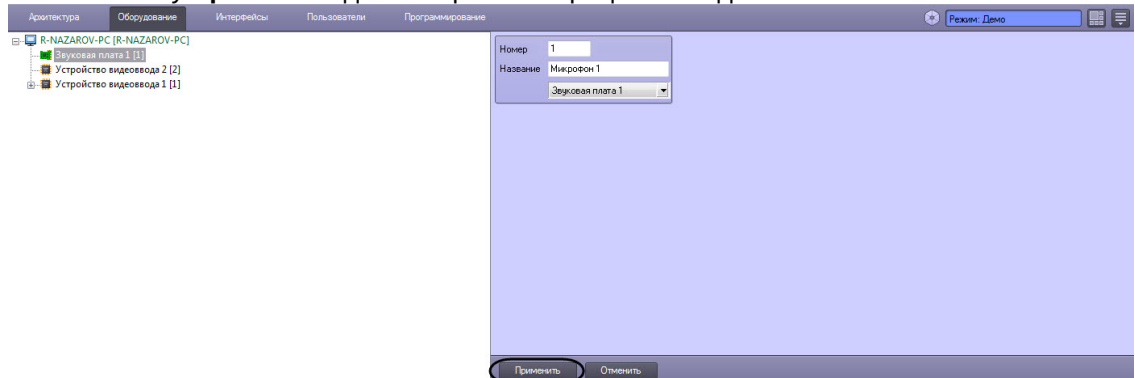 Архитектура Оборудование Интерфейсы Пользователи Программирование Режим: Демо
R-NAZAROV-PC [R-NAZAROV-PC]
Звуковая плата 1 [1]
Устройство видеоввода 2 [2]
Устройство видеоввода 1 [1]
Номер 1
Название Микрофон 1
Звуковая плата 1
Применить Отменить